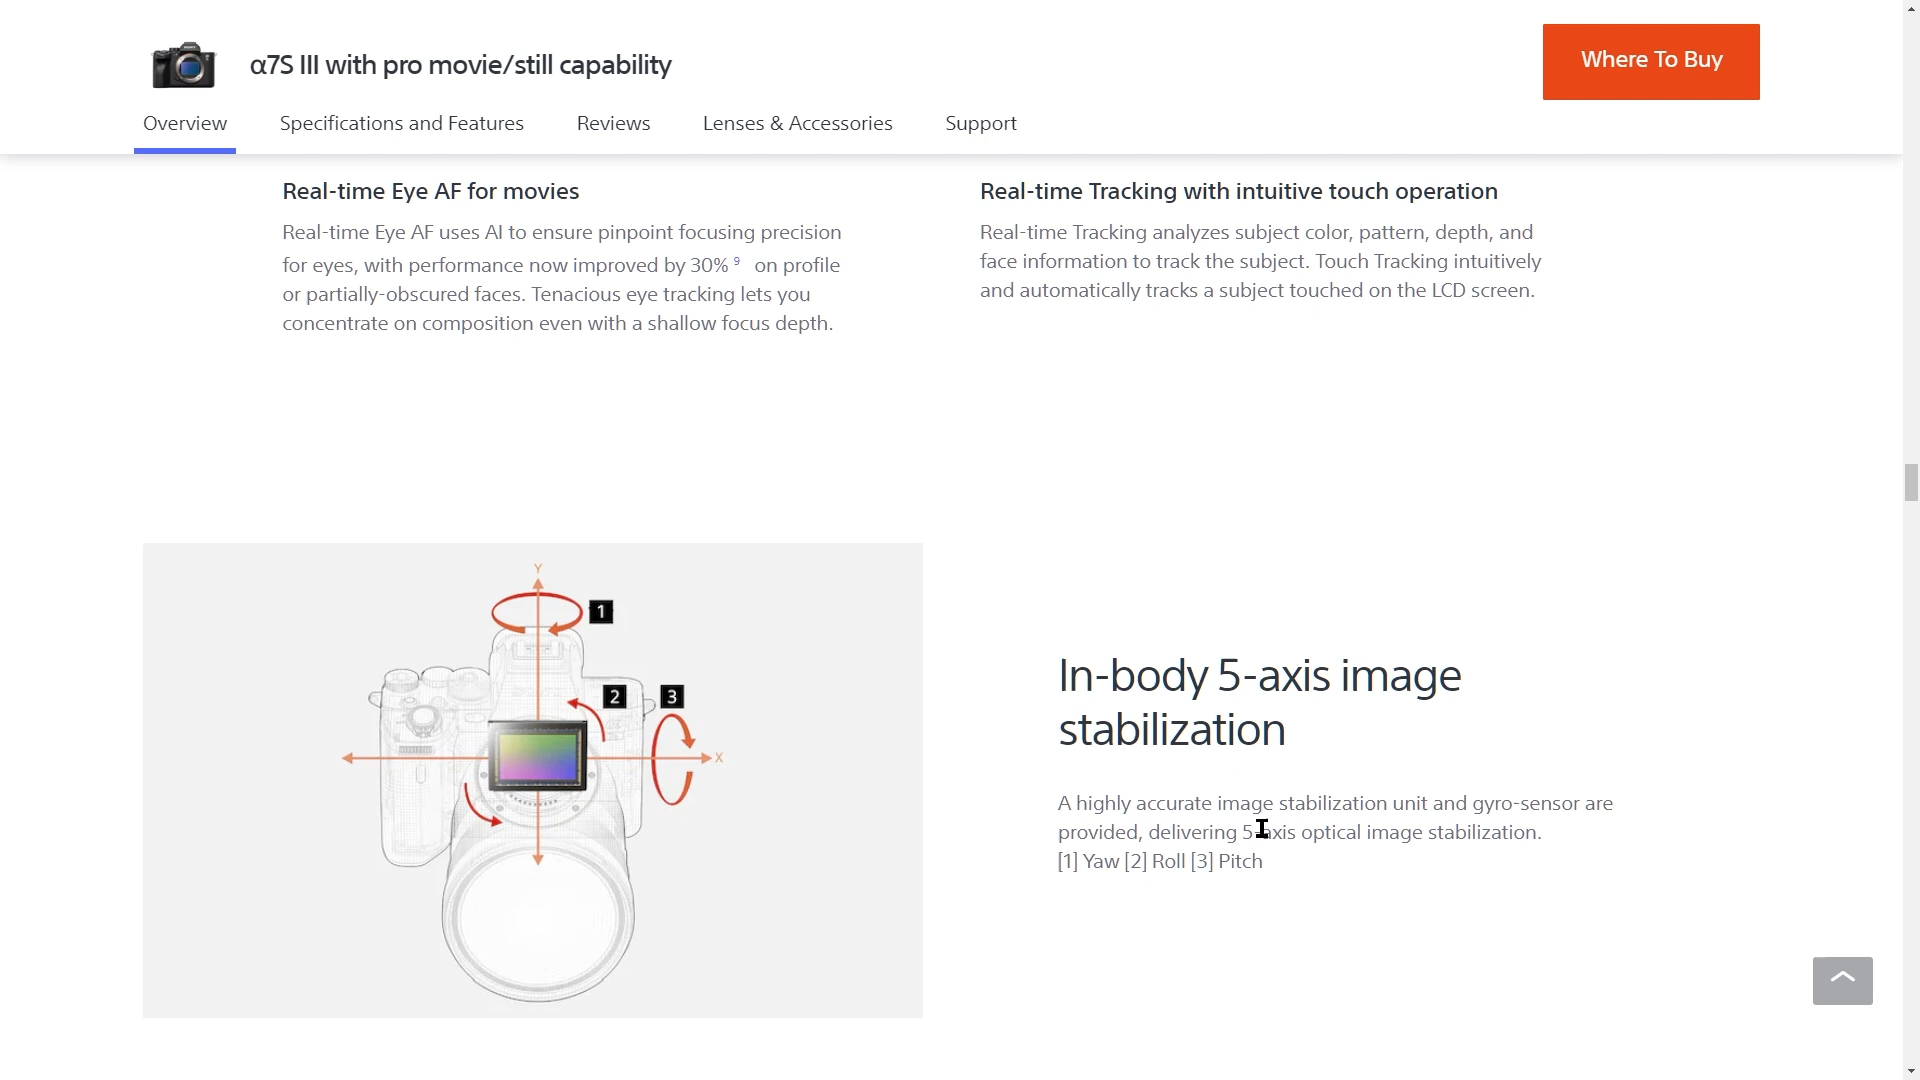 α7S III with pro movie/still capability
Where To Buy
Overview
Specifications and Features
Reviews
Lenses & Accessories
Support
Real-time Eye AF for movies
Real-time Eye AF uses AI to ensure pinpoint focusing precision
for eyes, with performance now improved by 30% 9 on profile
or partially-obscured faces. Tenacious eye tracking lets you
concentrate on composition even with a shallow focus depth.
Real-time Tracking with intuitive touch operation
Real-time Tracking analyzes subject color, pattern, depth, and
face information to track the subject. Touch Tracking intuitively
and automatically tracks a subject touched on the LCD screen.
Y
1
2
3
X
In-body 5-axis image
stabilization
A highly accurate image stabilization unit and gyro-sensor are
provided, delivering 5-axis optical image stabilization.
[1] Yaw [2] Roll [3] Pitch